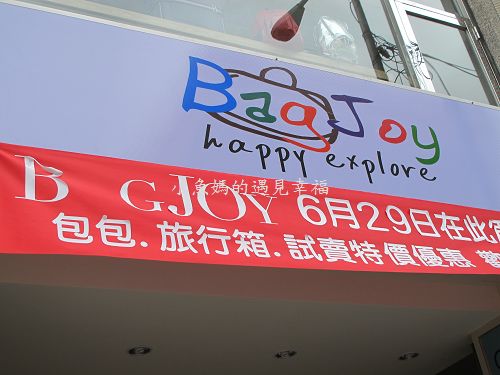 BagJoy
happy explore
小魚媽的遇見幸福
B GJOY 6月29日在此
包包.旅行箱.試賣特價優惠